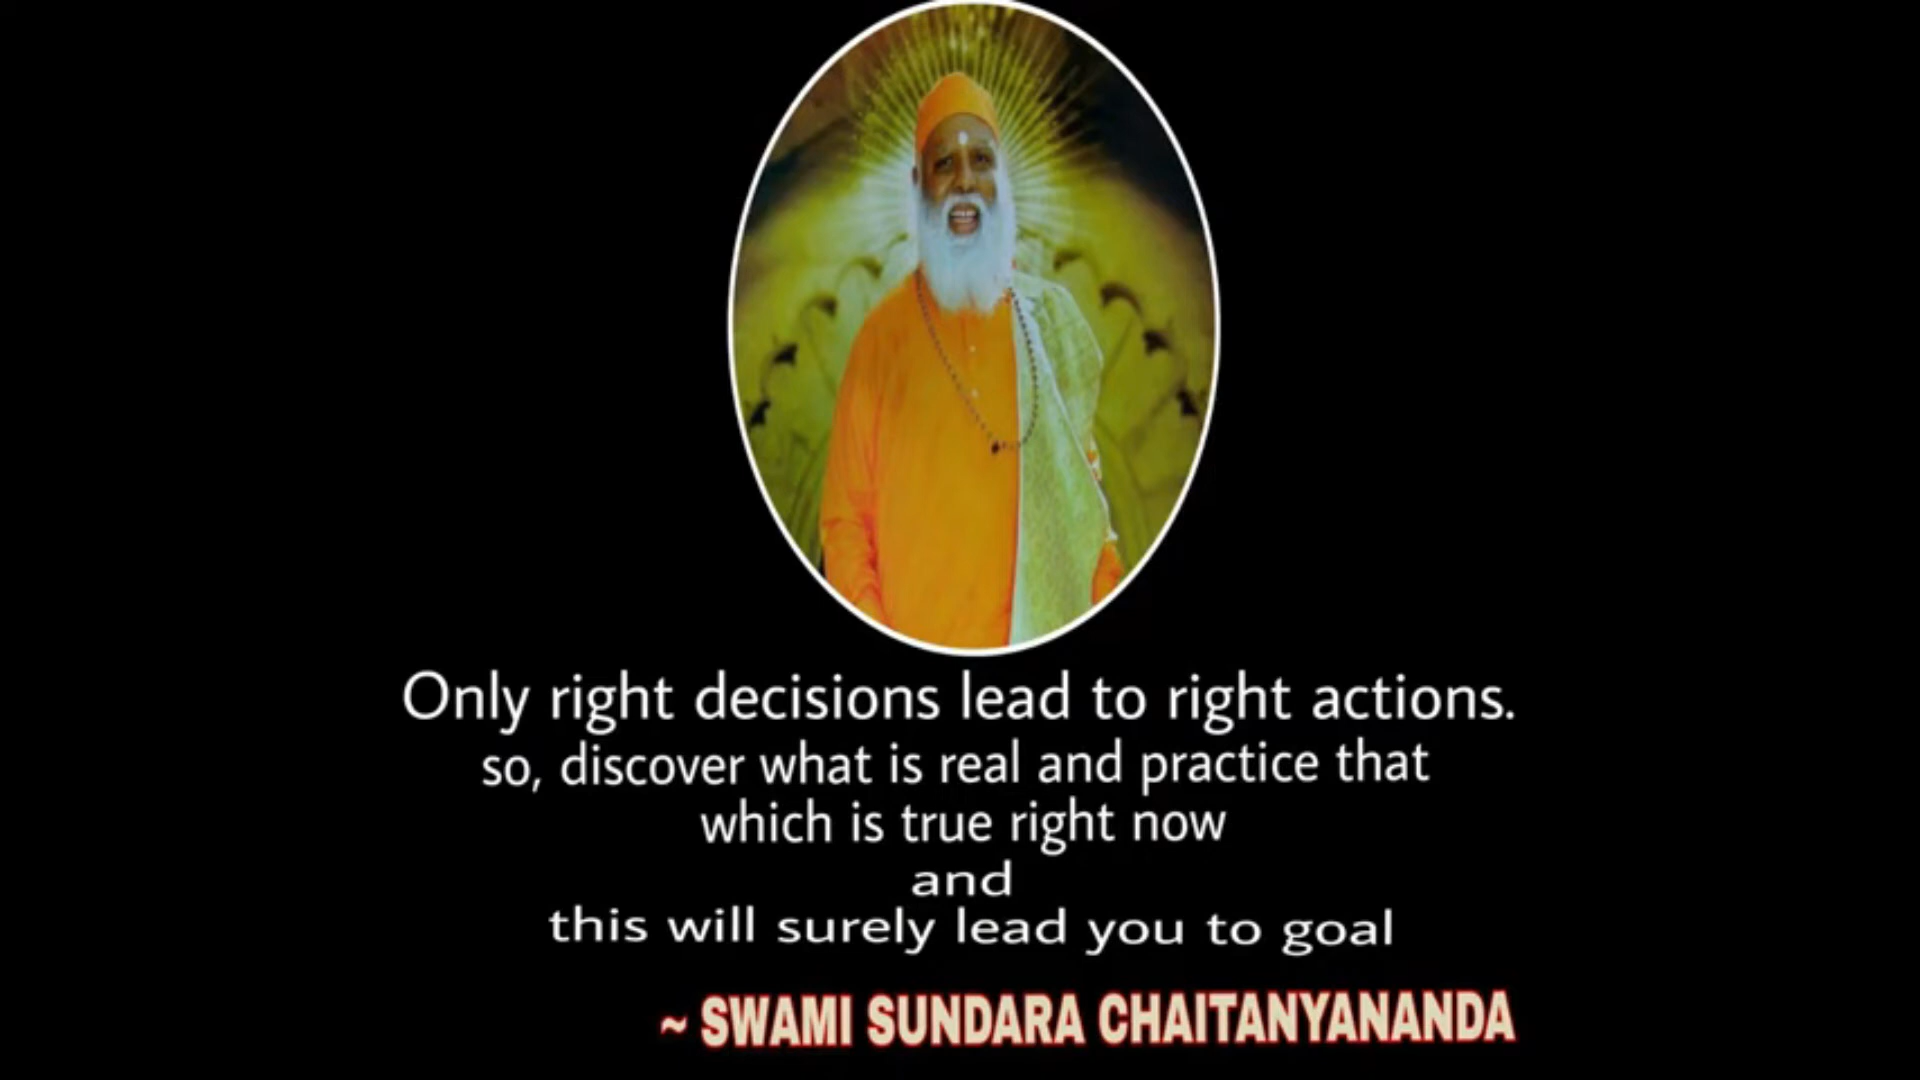 Only right decisions lead to right actions.
so, discover what is real and practice that
which is true right now
and
this will surely lead you to goal
~ SWAMI SUNDARA CHAITANYANANDA